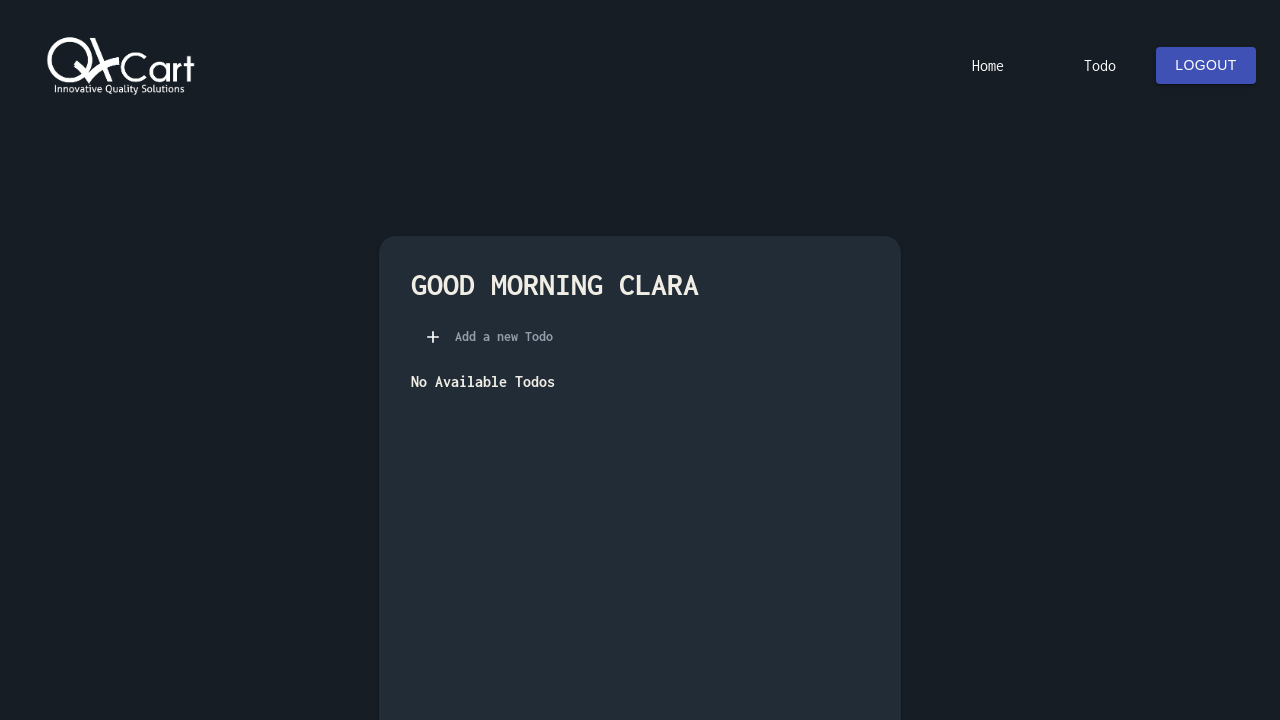 QACart
Innovative Quality Solutions
Home
Todo
LOGOUT
GOOD MORNING CLARA
Add a new Todo
No Available Todos